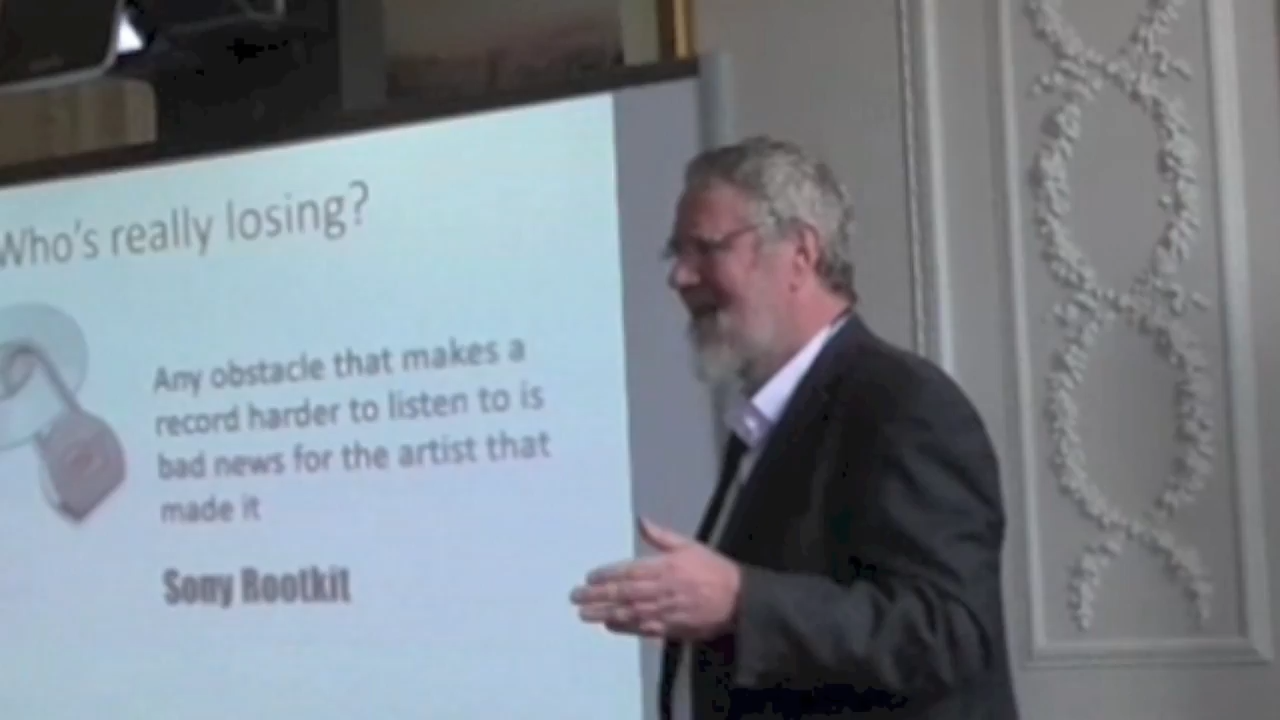 Who's really losing?
Any obstacle that makes a
record harder to listen to is
bad news for the artist that
made it
Sony Rootkit